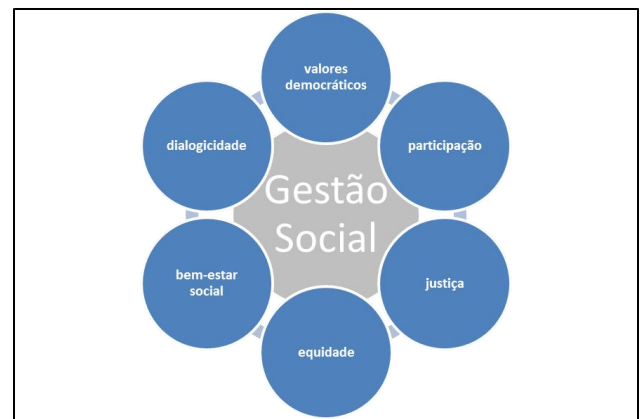 valores
democráticos
dialogicidade
participação
Gestão
Social
bem-estar
social
justiça
equidade